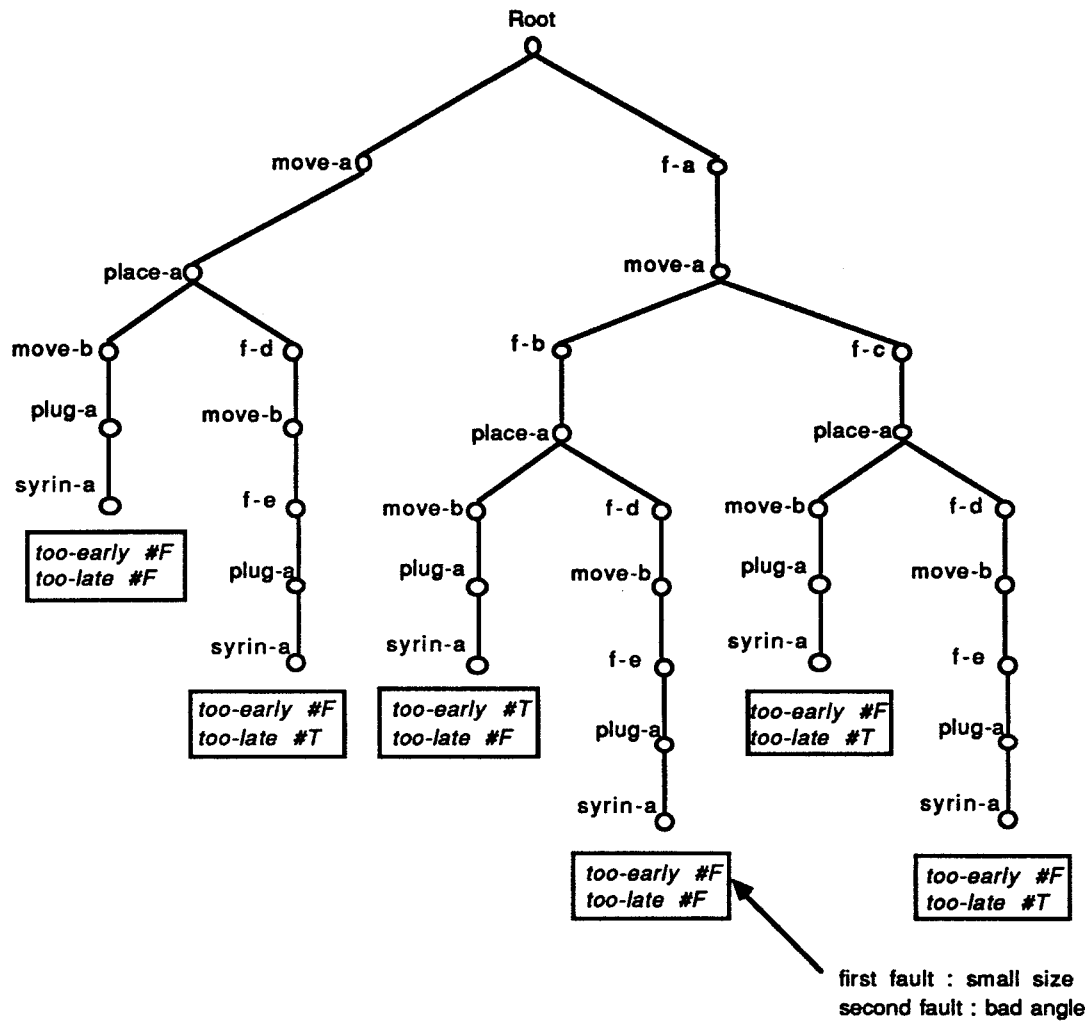 Root
move-a
f-a
place-a
move-a
move-b
f-d
f-b
f-c
plug-a
move-b
place-a
place-a
syrin-a
f-e
move-b
f-d
move-b
f-d
too-early #F
too-late #F
plug-a
plug-a
move-b
plug-a
move-b
syrin-a
syrin-a
f-e
syrin-a
f-e
too-early #F
too-late #T
too-early #T
too-late #F
plug-a
too-early #F
too-late #T
plug-a
syrin-a
syrin-a
too-early #F
too-late #F
too-early #F
too-late #T
first fault : small size
second fault : bad angle